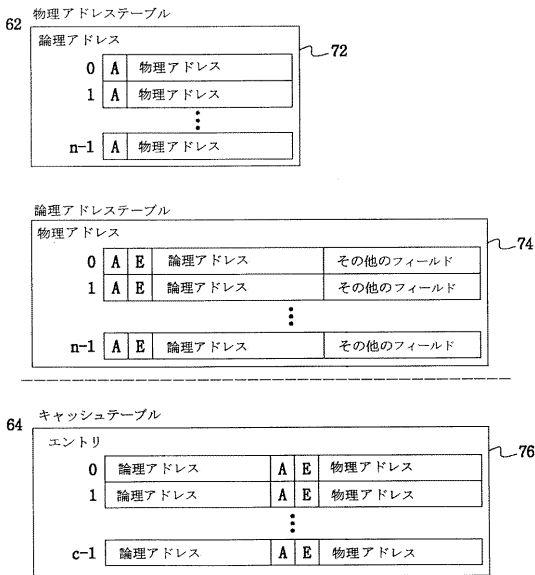 62 物理アドレステーブル
論理アドレス
72
0 A 物理アドレス
1 A 物理アドレス
n-1 A 物理アドレス
論理アドレステーブル
物理アドレス
74
0 A E 論理アドレス その他のフィールド
1 A E 論理アドレス その他のフィールド
n-1 A E 論理アドレス その他のフィールド
64 キャッシュテーブル
エントリ
76
0 論理アドレス A E 物理アドレス
1 論理アドレス A E 物理アドレス
c-1 論理アドレス A E 物理アドレス